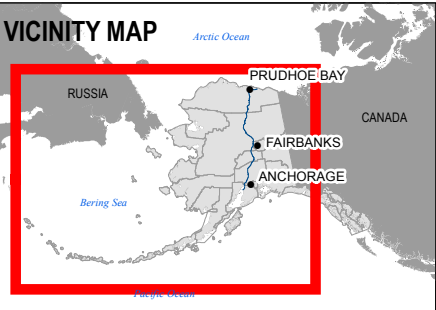 VICINITY MAP
Arctic Ocean
PRUDHOE BAY
RUSSIA
CANADA
FAIRBANKS
ANCHORAGE
Bering Sea
Pacific Ocean